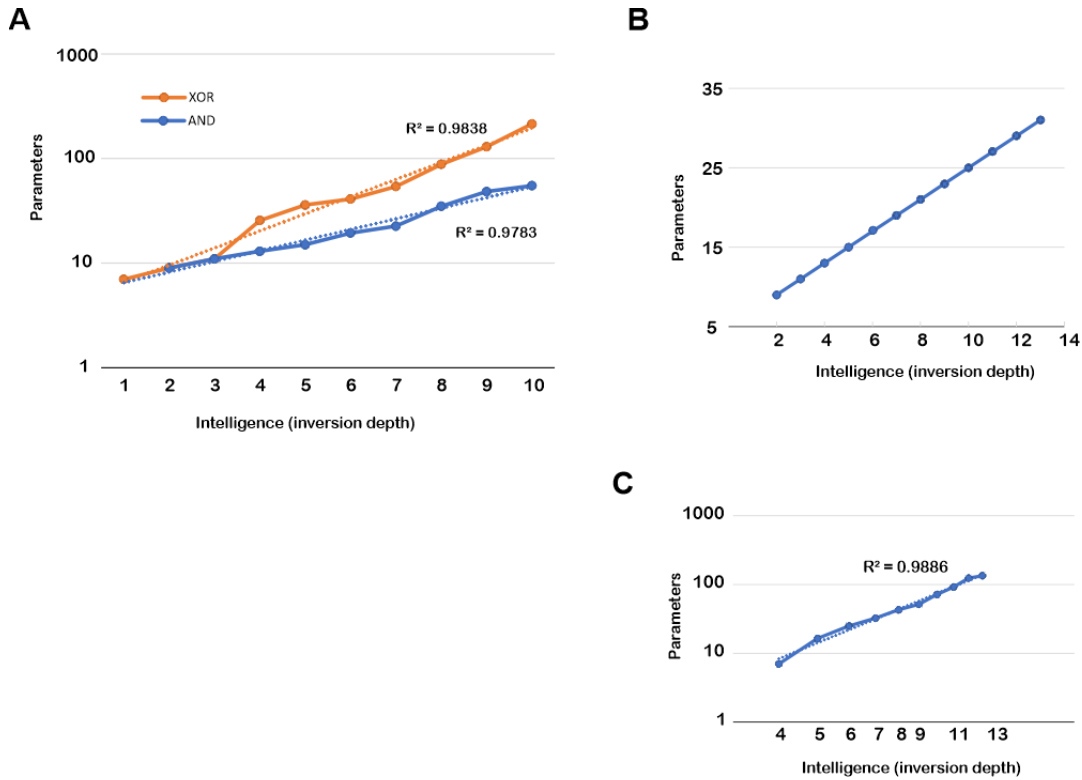 A
Parameters
1000
100
10
1
XOR
AND
R² = 0.9838
R² = 0.9783
1 2 3 4 5 6 7 8 9 10
Intelligence (inversion depth)
B
Parameters
35
25
15
5
2 4 6 8 10 12 14
Intelligence (inversion depth)
C
Parameters
1000
100
10
1
R² = 0.9886
4 5 6 7 8 9 11 13
Intelligence (inversion depth)